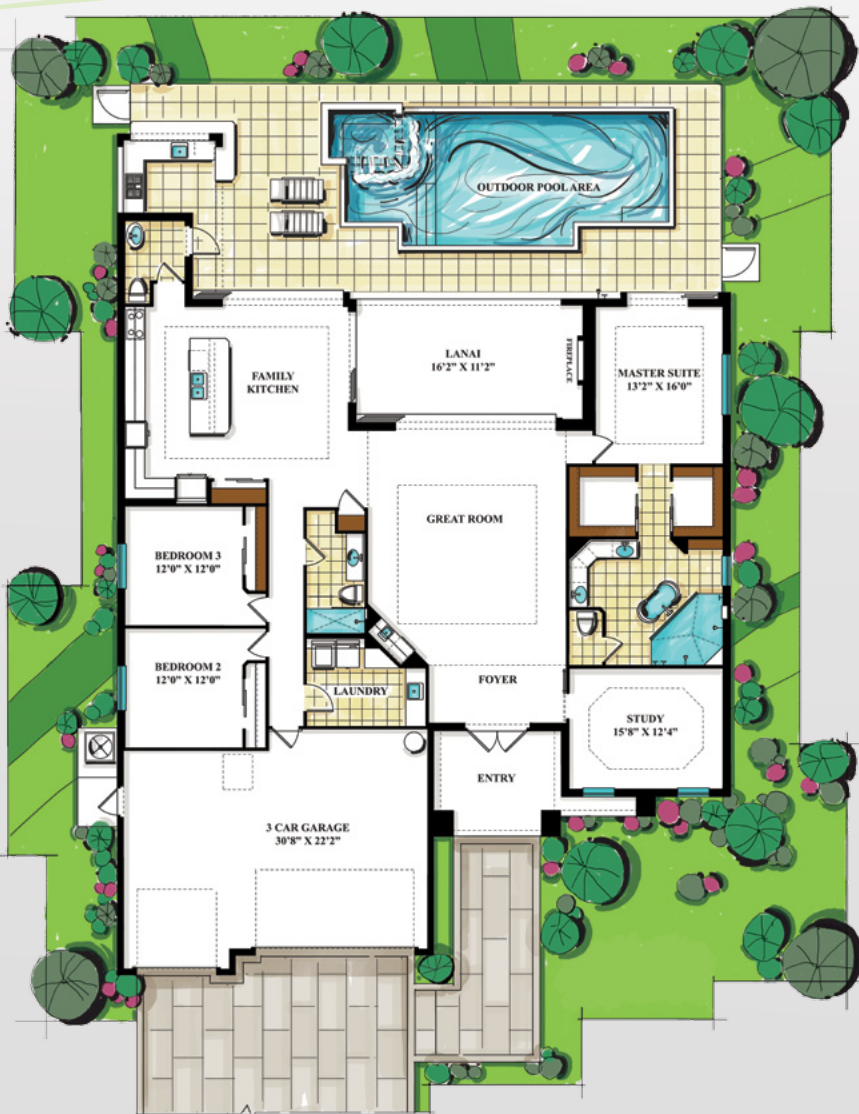 OUTDOOR POOL AREA
FAMILY
KITCHEN
LANAI
16'2" X 11'2"
FIREPLACE
MASTER SUITE
13'2" X 16'0"
GREAT ROOM
BEDROOM 3
12'0" X 12'0"
BEDROOM 2
12'0" X 12'0"
LAUNDRY
FOYER
STUDY
15'8" X 12'4"
ENTRY
3 CAR GARAGE
30'8" X 22'2"